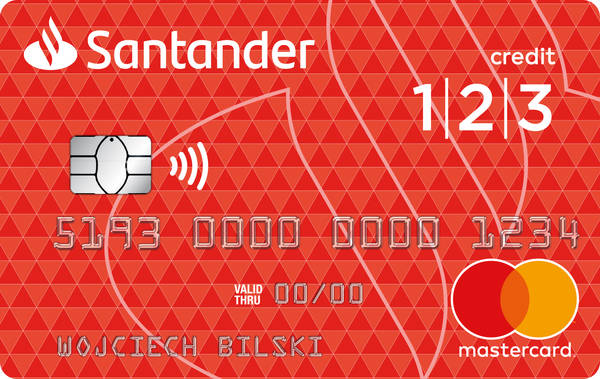 Santander
credit
1|2|3
5193 0000 0000 1234
VALID
THRU 00/00
WOJCIECH BILSKI
mastercard